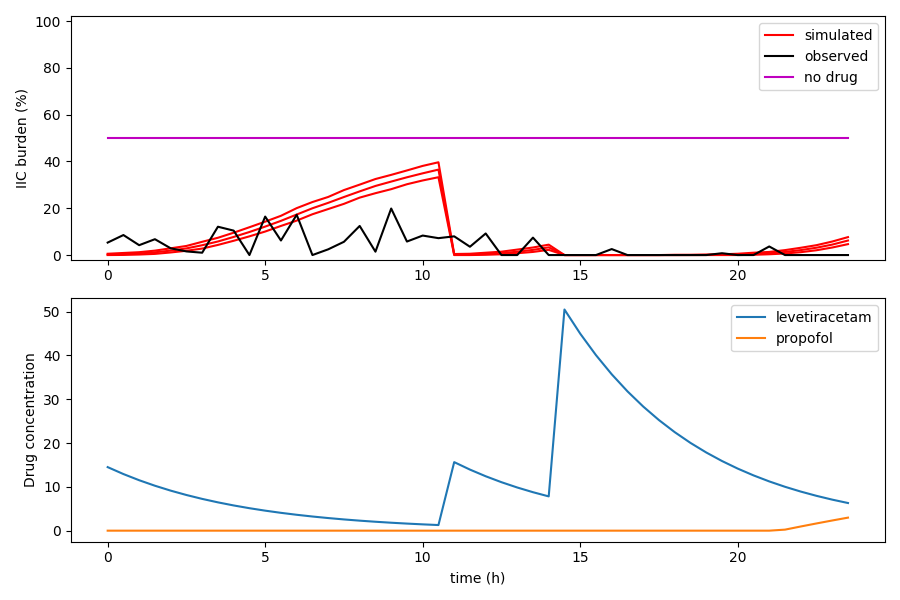 100
80
60
40
20
0
IIC burden (%)
simulated
observed
no drug
0 5 10 15 20
50
40
30
20
10
0
Drug concentration
levetiracetam
propofol
0 5 10 15 20
time (h)